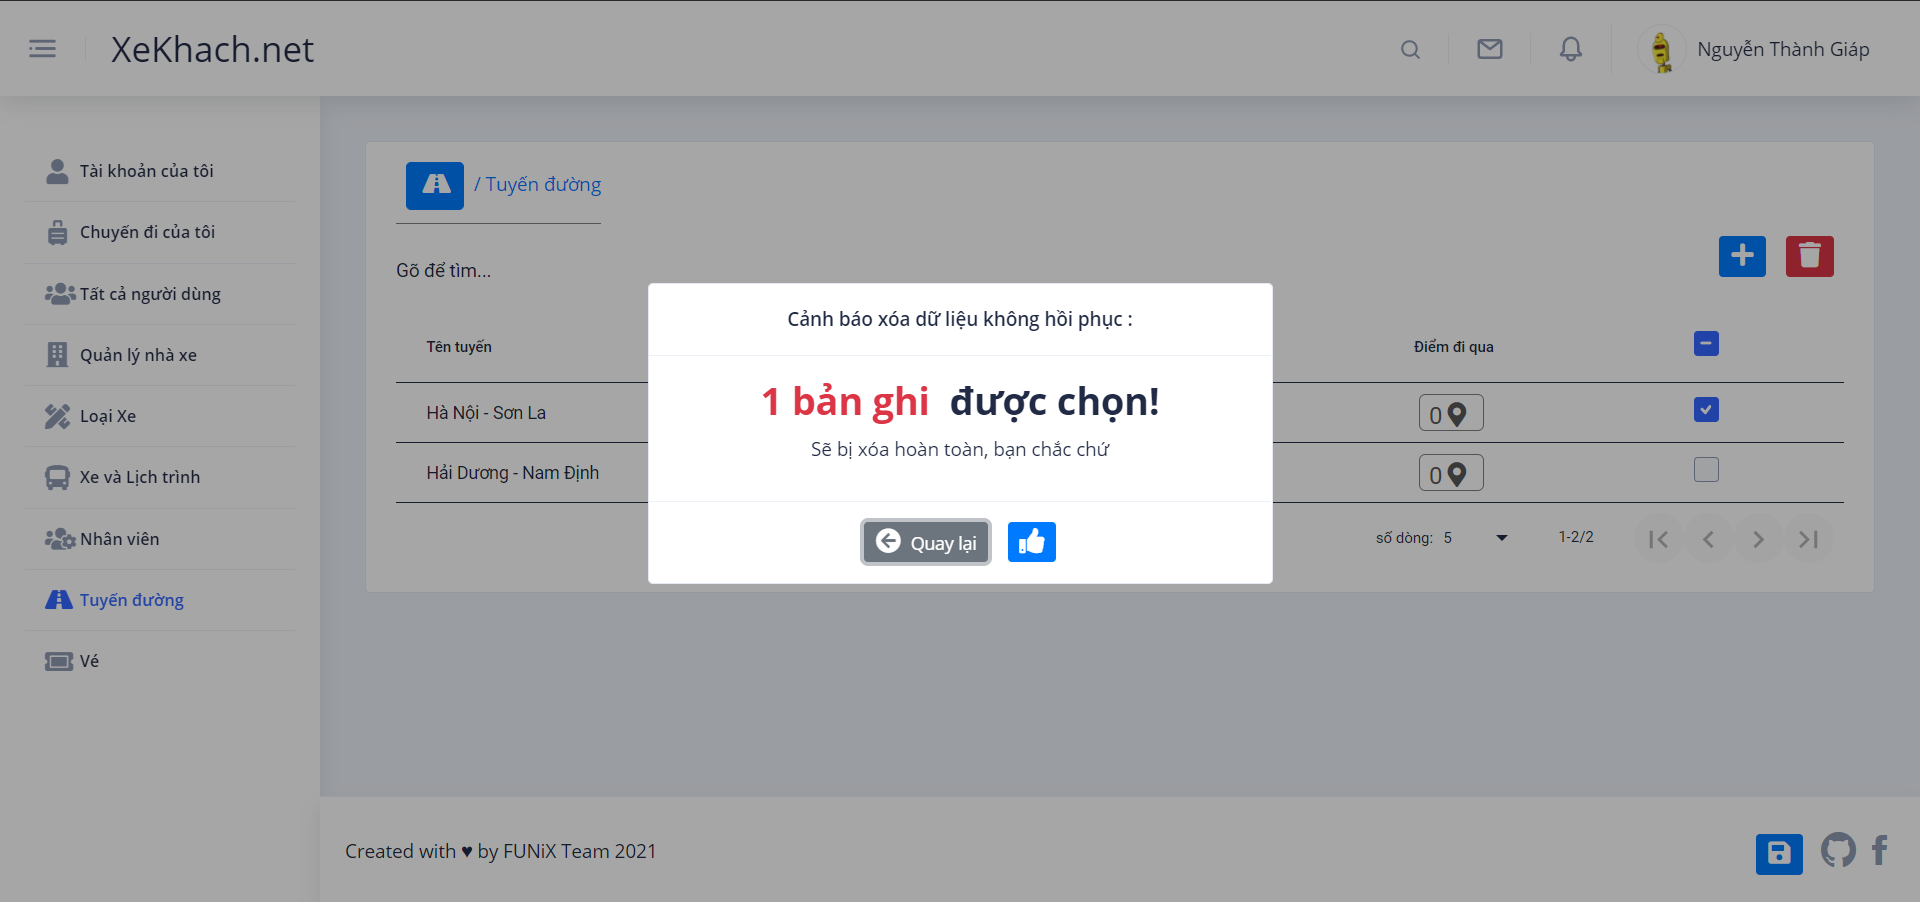 XeKhach.net
Nguyễn Thành Giáp
Tài khoản của tôi
Chuyến đi của tôi
Tất cả người dùng
Quản lý nhà xe
Loại Xe
Xe và Lịch trình
Nhân viên
Tuyến đường
Vé
/ Tuyến đường
Gõ để tìm...
Tên tuyến
Điểm đi qua
Hà Nội - Sơn La
0
Hải Dương - Nam Định
0
số dòng: 5
1-2/2
Cảnh báo xóa dữ liệu không hồi phục :
1 bản ghi được chọn!
Sẽ bị xóa hoàn toàn, bạn chắc chứ
Quay lại
Created with ♥ by FUNiX Team 2021